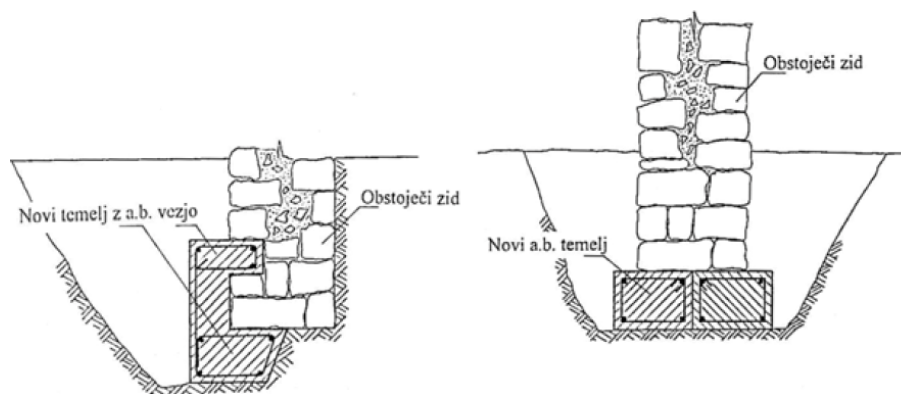 Novi temelj z a.b. vezjo
Obstoječi zid
Obstoječi zid
Novi a.b. temelj